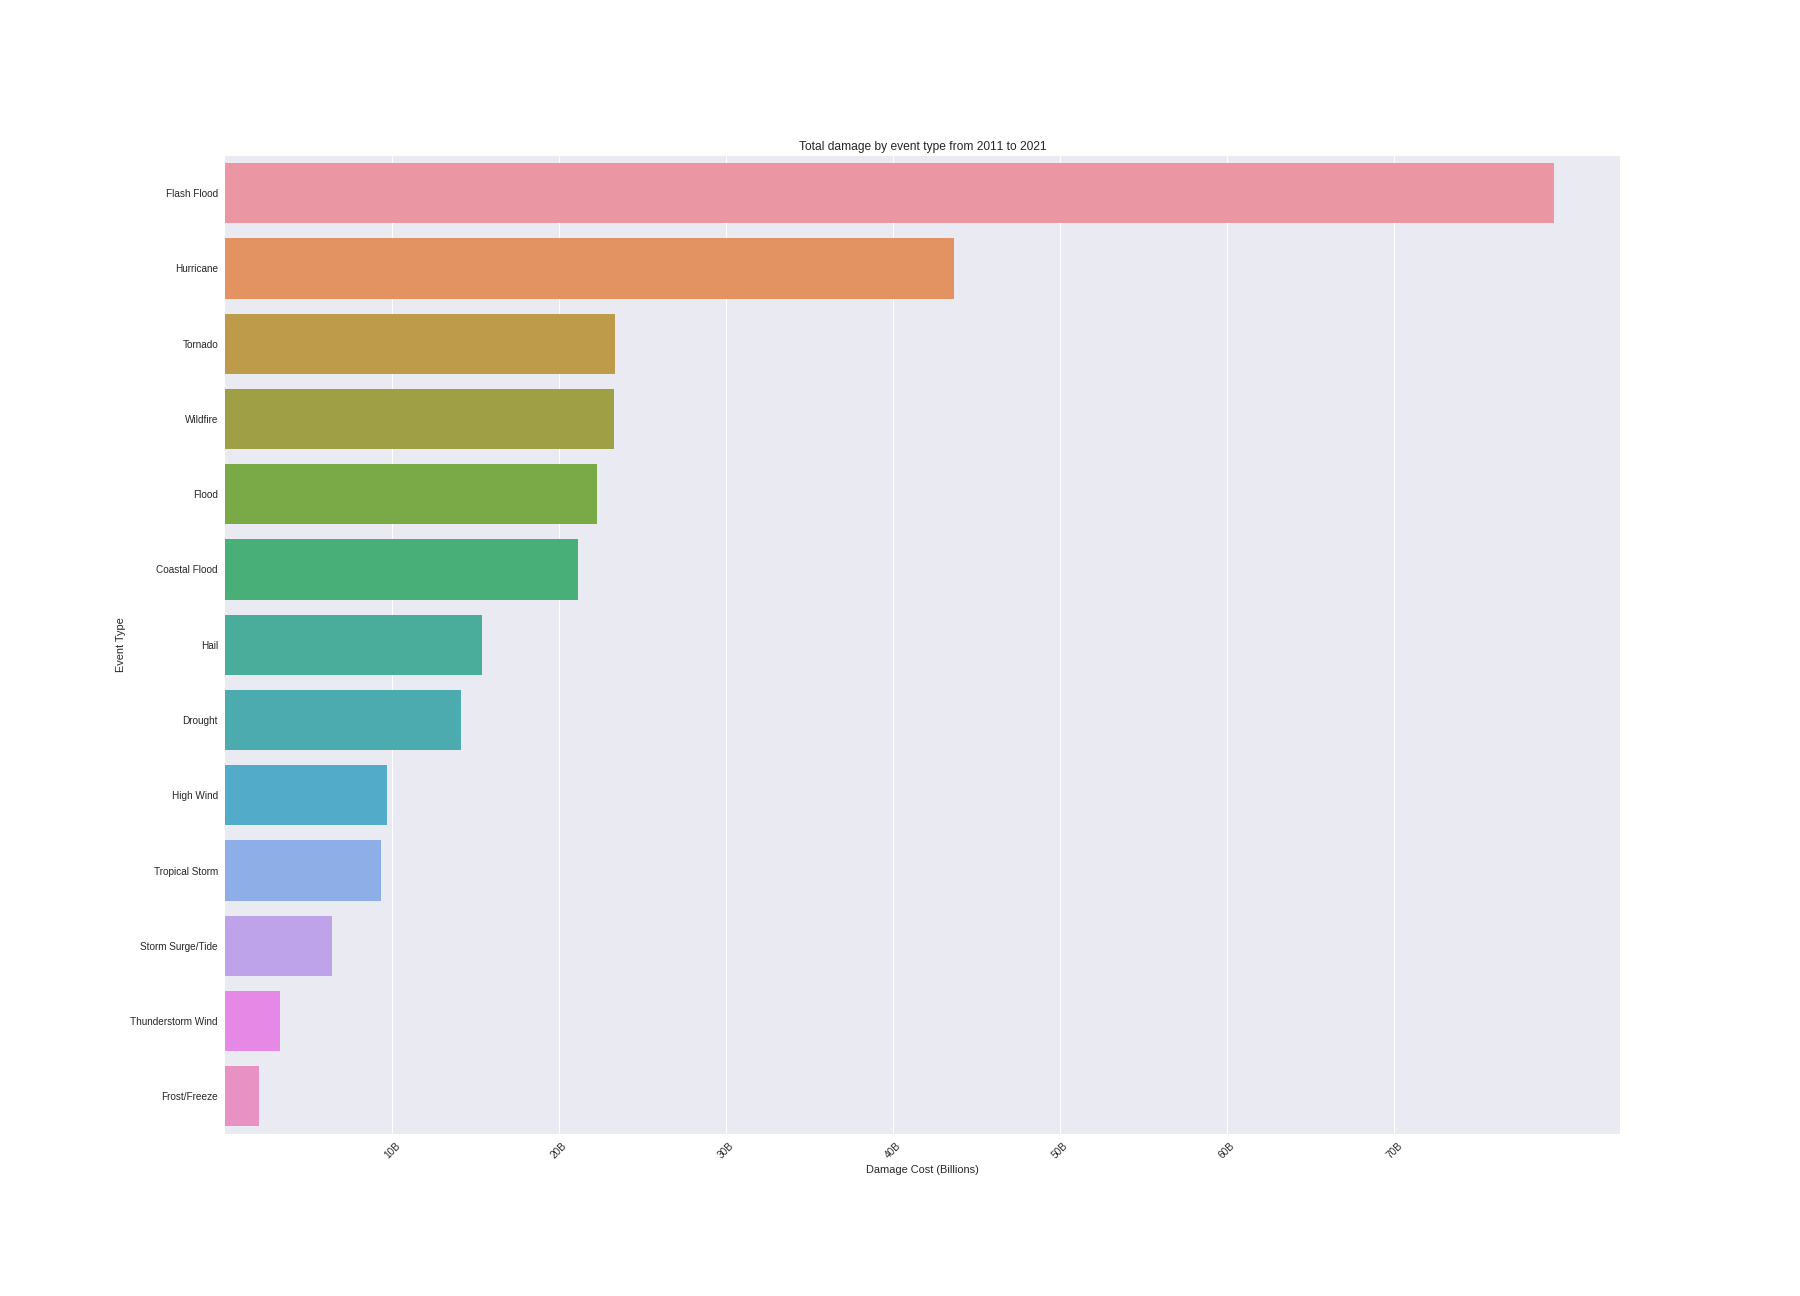 Total damage by event type from 2011 to 2021
Flash Flood
Hurricane
Tornado
Wildfire
Flood
Coastal Flood
Hail
Drought
High Wind
Tropical Storm
Storm Surge/Tide
Thunderstorm Wind
Frost/Freeze
Event Type
10B 20B 30B 40B 50B 60B 70B
Damage Cost (Billions)